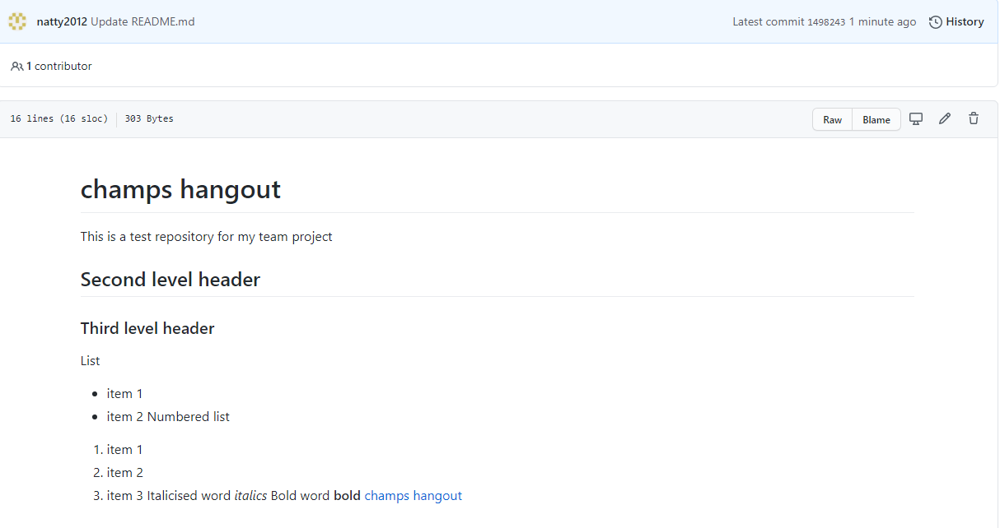 natty2012 Update README.md Latest commit 1498243 1 minute ago History
1 contributor
16 lines (16 sloc) 303 Bytes Raw Blame
champs hangout
This is a test repository for my team project
Second level header
Third level header
List
• item 1
• item 2 Numbered list
1. item 1
2. item 2
3. item 3 Italicised word italics Bold word bold champs hangout